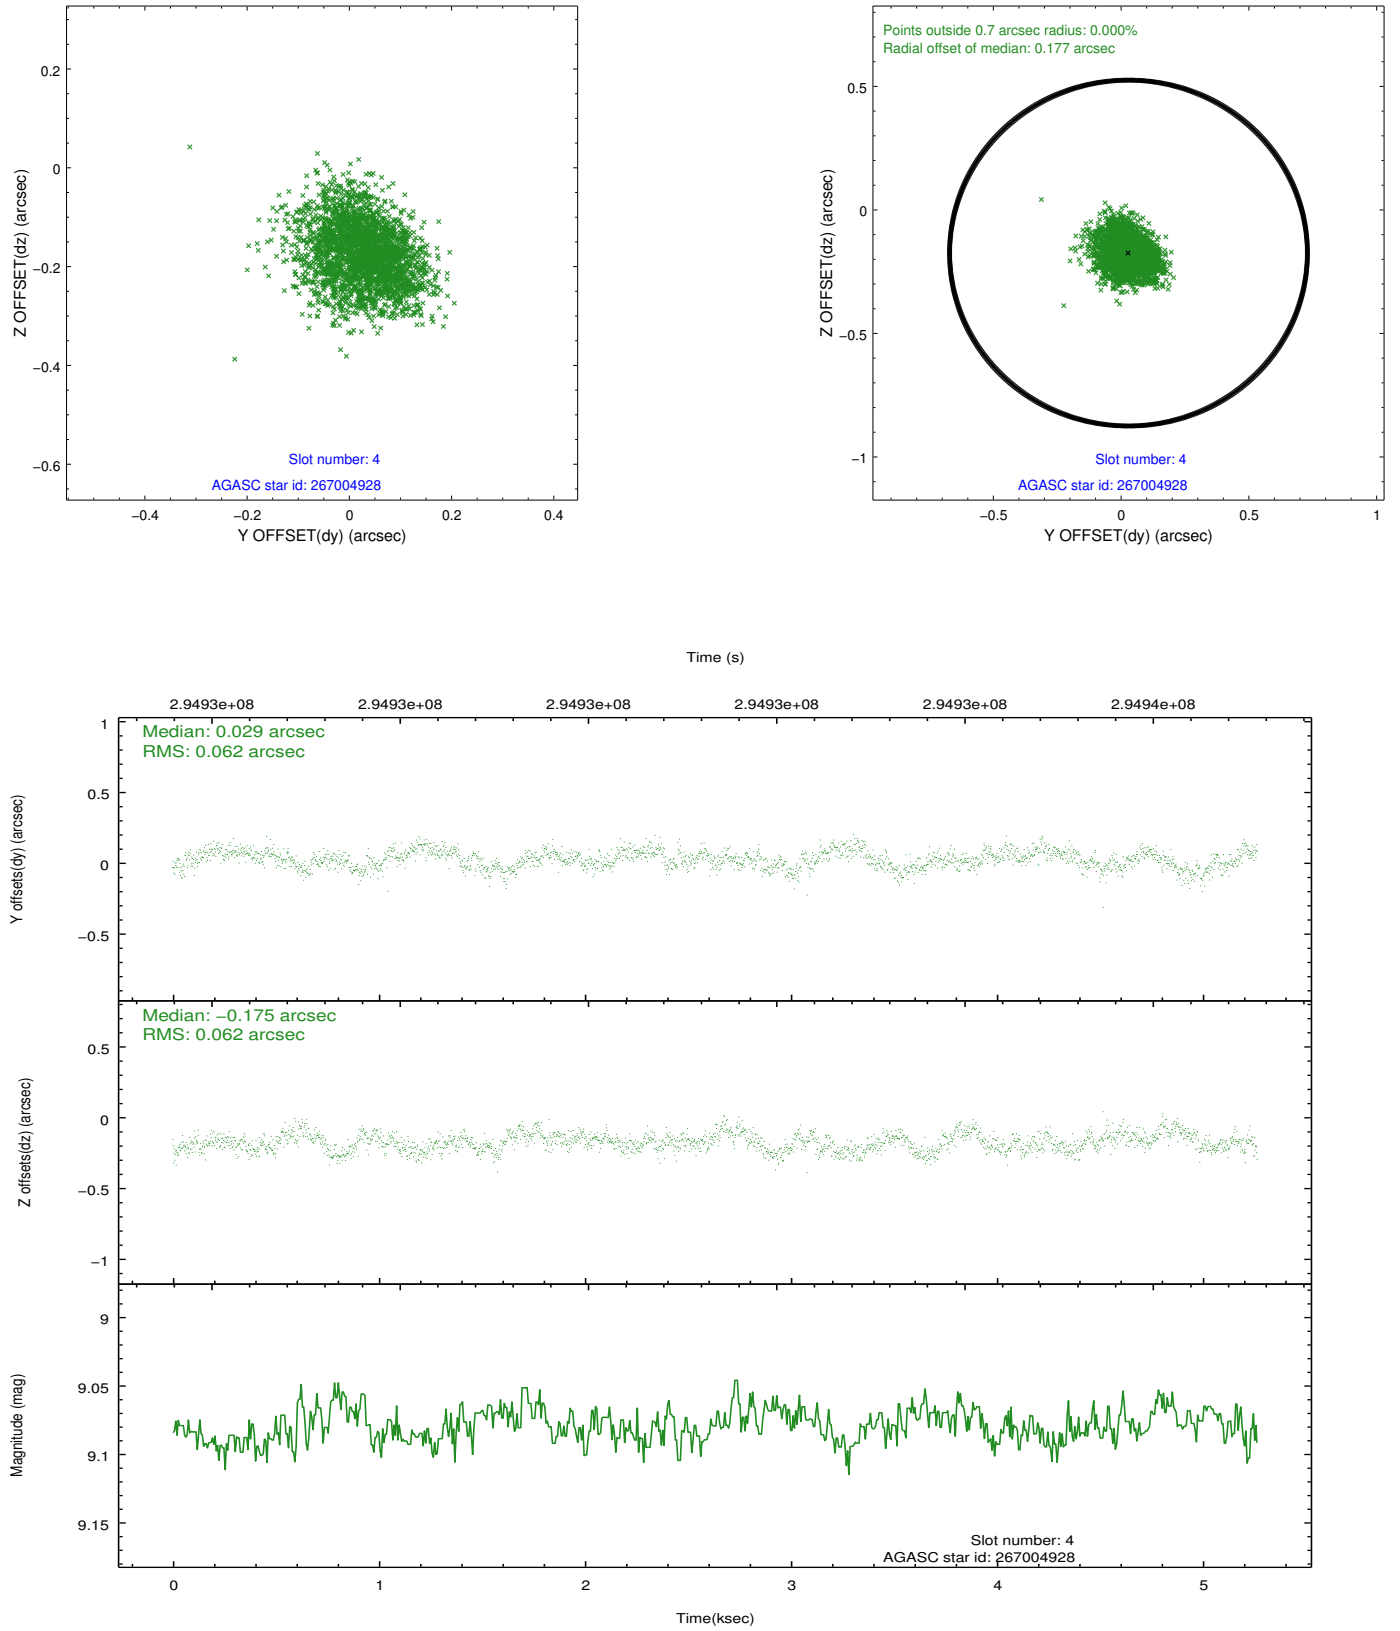 0.2
0
−0.2
−0.4
−0.6
Z OFFSET(dz) (arcsec)
Slot number: 4
AGASC star id: 267004928
−0.4
−0.2
0
0.2
0.4
Y OFFSET(dy) (arcsec)
Points outside 0.7 arcsec radius: 0.000%
Radial offset of median: 0.177 arcsec
0.5
0
−0.5
−1
Z OFFSET(dz) (arcsec)
Slot number: 4
AGASC star id: 267004928
−0.5
0
0.5
1
Y OFFSET(dy) (arcsec)
Time (s)
2.9493e+08
2.9493e+08
2.9493e+08
2.9493e+08
2.9493e+08
2.9494e+08
Median: 0.029 arcsec
RMS: 0.062 arcsec
1
0.5
0
−0.5
Y offsets(dy) (arcsec)
Median: −0.175 arcsec
RMS: 0.062 arcsec
0.5
0
−0.5
−1
Z offsets(dz) (arcsec)
9
9.05
9.1
9.15
Magnitude (mag)
Slot number: 4
AGASC star id: 267004928
0
1
2
3
4
5
Time(ksec)